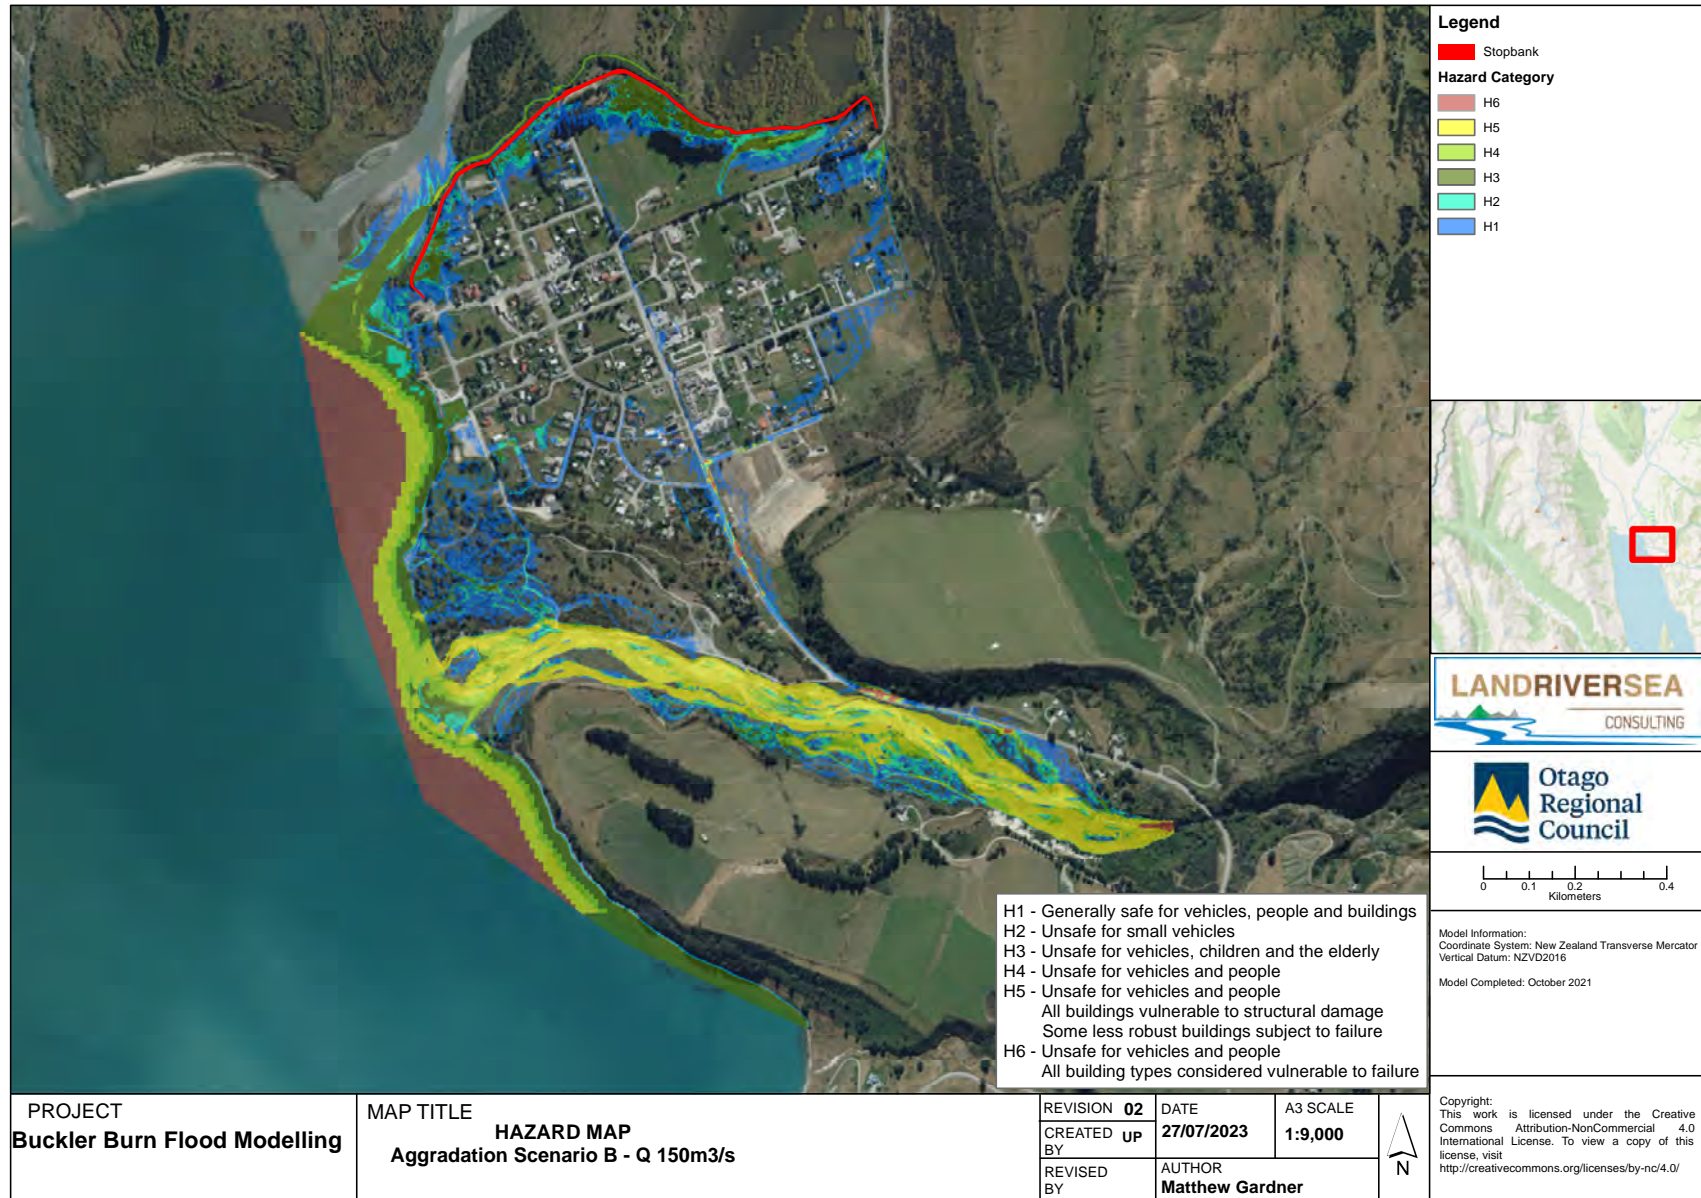 Legend
Stopbank
Hazard Category
H6
H5
H4
H3
H2
H1
LANDRIVERSEA
CONSULTING
Otago
Regional
Council
0 0.1 0.2 0.4
Kilometers
Model Information:
Coordinate System: New Zealand Transverse Mercator
Vertical Datum: NZVD2016
Model Completed: October 2021
H1 - Generally safe for vehicles, people and buildings
H2 - Unsafe for small vehicles
H3 - Unsafe for vehicles, children and the elderly
H4 - Unsafe for vehicles and people
H5 - Unsafe for vehicles and people
All buildings vulnerable to structural damage
Some less robust buildings subject to failure
H6 - Unsafe for vehicles and people
All building types considered vulnerable to failure
PROJECT
Buckler Burn Flood Modelling
MAP TITLE
HAZARD MAP
Aggradation Scenario B - Q 150m3/s
REVISION 02
CREATED BY UP
REVISED BY
DATE
27/07/2023
A3 SCALE
1:9,000
AUTHOR
Matthew Gardner
N
Copyright:
This work is licensed under the Creative
Commons Attribution-NonCommercial 4.0
International License. To view a copy of this
license, visit
http://creativecommons.org/licenses/by-nc/4.0/